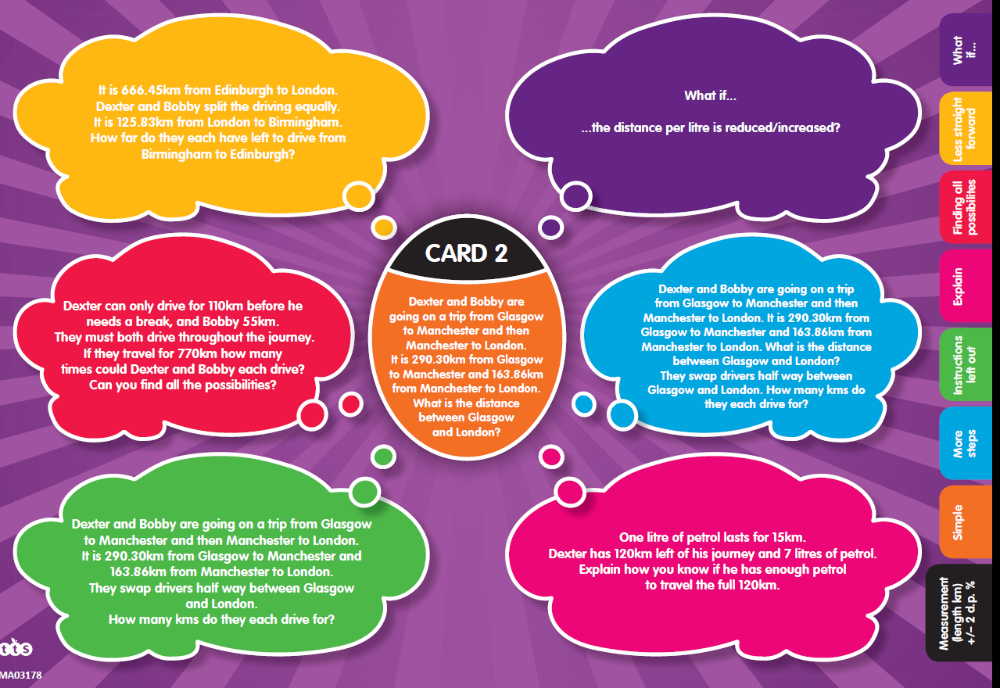 It is 666.45km from Edinburgh to London.
Dexter and Bobby split the driving equally.
It is 125.83km from London to Birmingham.
How far do they each have left to drive from
Birmingham to Edinburgh?
What if...
...the distance per litre is reduced/increased?
Dexter can only drive for 110km before he
needs a break, and Bobby 55km.
They must both drive throughout the journey.
If they travel for 770km how many
times could Dexter and Bobby each drive?
Can you find all the possibilities?
CARD 2
Dexter and Bobby are
going on a trip from Glasgow
to Manchester and then
Manchester to London.
It is 290.30km from Glasgow
to Manchester and 163.86km
from Manchester to London.
What is the distance
between Glasgow
and London?
Dexter and Bobby are going on a trip
from Glasgow to Manchester and then
Manchester to London. It is 290.30km from
Glasgow to Manchester and 163.86km from
Manchester to London. What is the distance
between Glasgow and London?
They swap drivers half way between
Glasgow and London. How many kms do
they each drive for?
Dexter and Bobby are going on a trip from Glasgow
to Manchester and then Manchester to London.
It is 290.30km from Glasgow to Manchester and
163.86km from Manchester to London.
They swap drivers half way between Glasgow
and London.
How many kms do they each drive for?
One litre of petrol lasts for 15km.
Dexter has 120km left of his journey and 7 litres of petrol.
Explain how you know if he has enough petrol
to travel the full 120km.
What
if...
Less straight
forward
Finding all
possibilites
Explain
Instructions
left out
More
steps
Simple
Measurement
(length km)
+/− 2 d.p. %
tts
MA03178